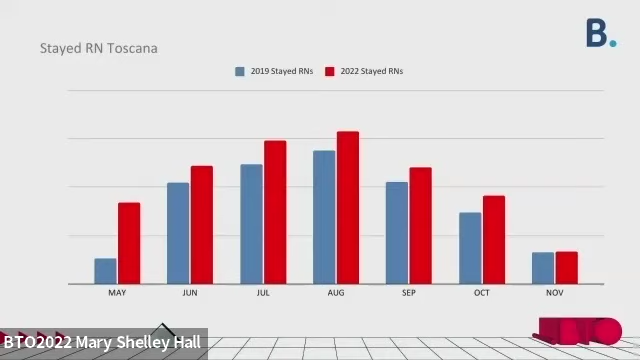 B.
Stayed RN Toscana
2019 Stayed RNs 2022 Stayed RNs
MAY JUN JUL AUG SEP OCT NOV
BTO2022 Mary Shelley Hall
BTO